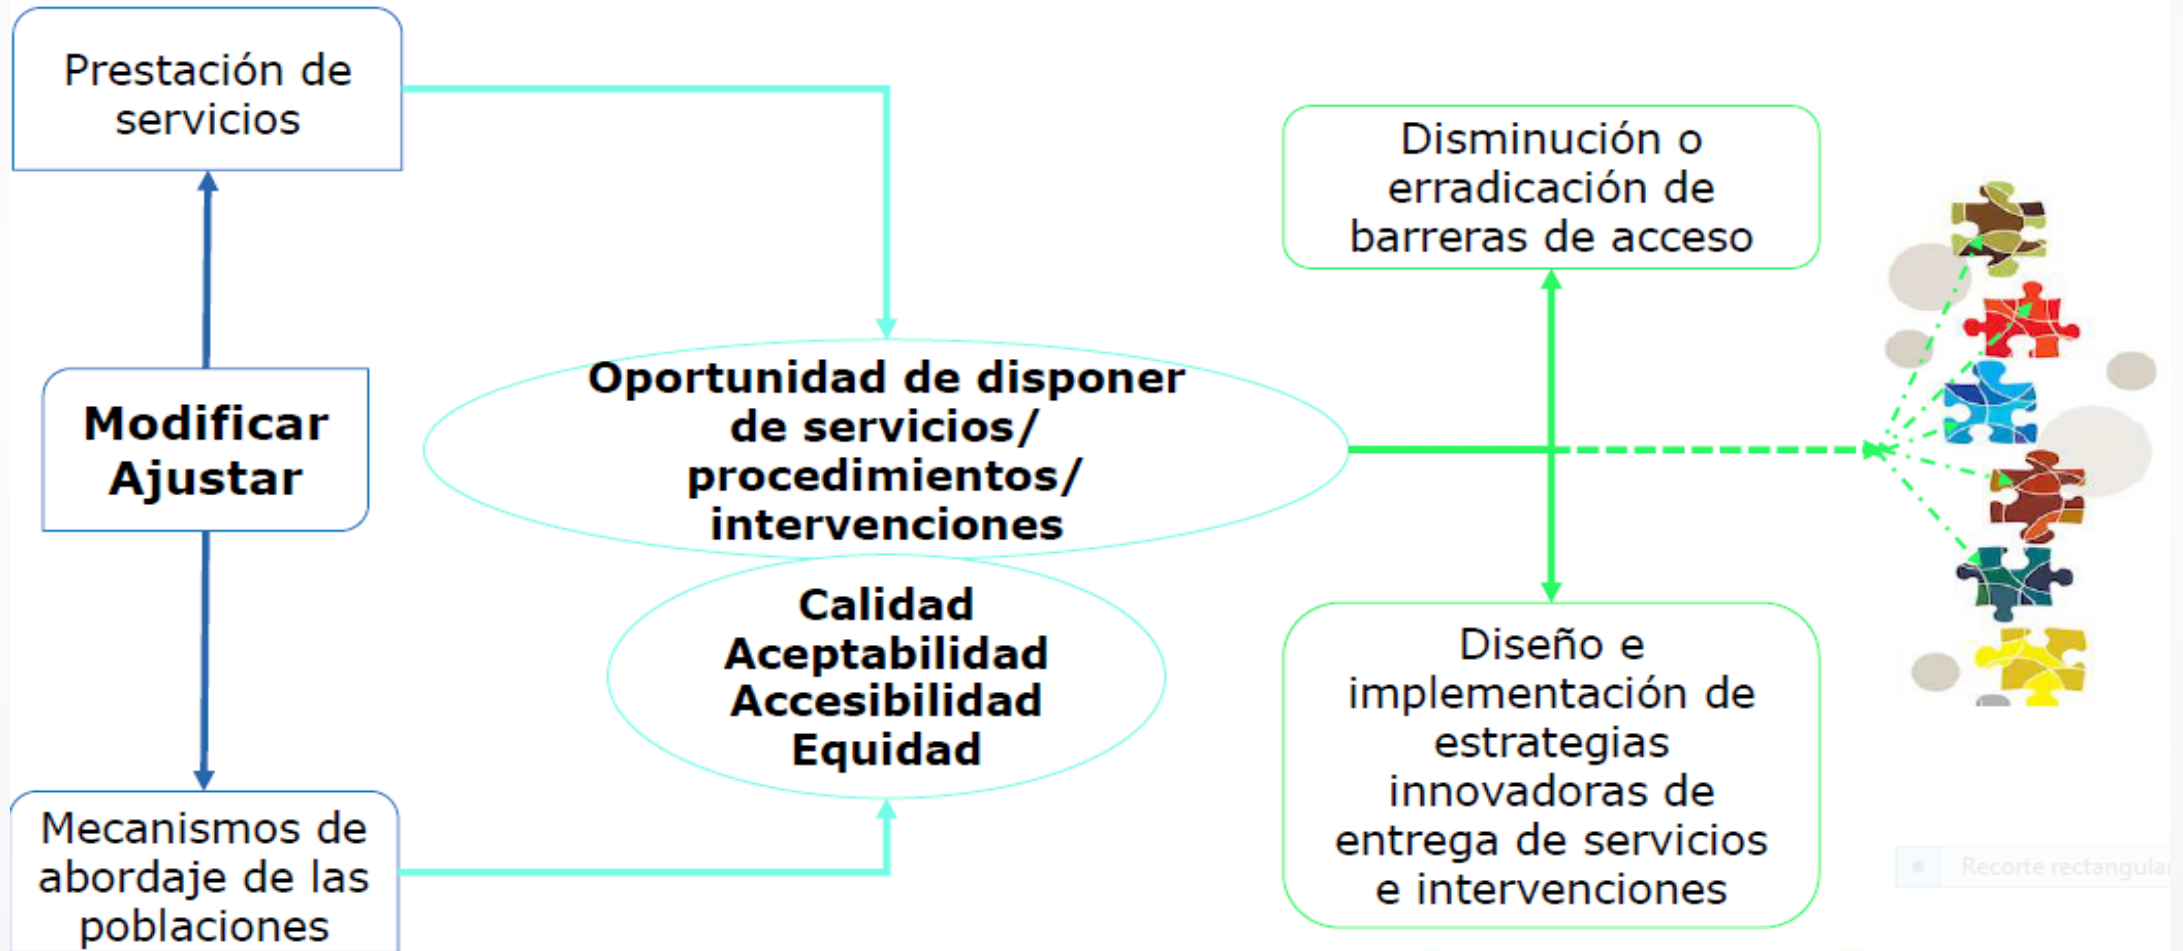 Prestación de
servicios
Modificar
Ajustar
Mecanismos de
abordaje de las
poblaciones
Oportunidad de disponer
de servicios/
procedimientos/
intervenciones
Calidad
Aceptabilidad
Accesibilidad
Equidad
Disminución o
erradicación de
barreras de acceso
Diseño e
implementación de
estrategias
innovadoras de
entrega de servicios
e intervenciones
Recorte rectangular